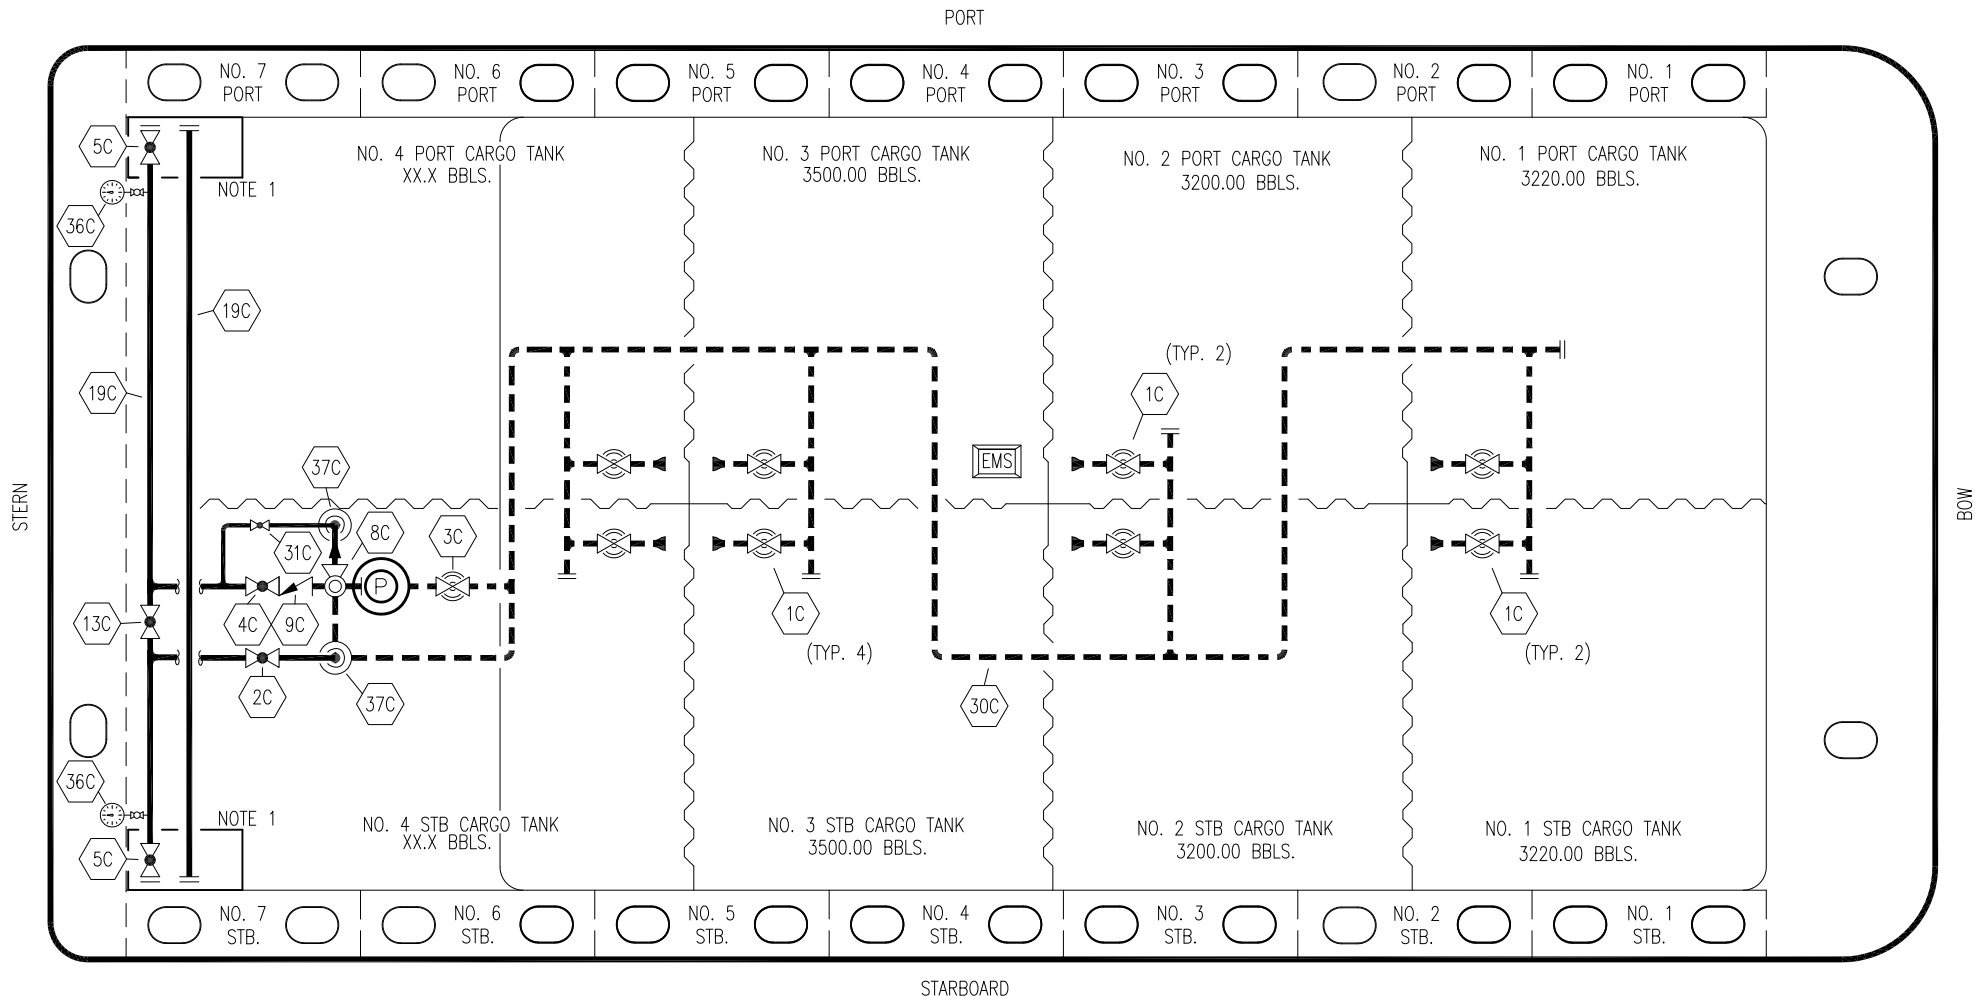 PORT
NO. 7
PORT
NO. 6
PORT
NO. 5
PORT
NO. 4
PORT
NO. 3
PORT
NO. 2
PORT
NO. 1
PORT
5C
NO. 4 PORT CARGO TANK
XX.X BBLS.
NO. 3 PORT CARGO TANK
3500.00 BBLS.
NO. 2 PORT CARGO TANK
3200.00 BBLS.
NO. 1 PORT CARGO TANK
3220.00 BBLS.
NOTE 1
36C
19C
19C
(TYP. 2)
1C
37C
EMS
STERN
BOW
8C
3C
31C
P
13C
4C
9C
1C
(TYP. 4)
1C
(TYP. 2)
2C
37C
30C
36C
NOTE 1
5C
NO. 4 STB CARGO TANK
XX.X BBLS.
NO. 3 STB CARGO TANK
3500.00 BBLS.
NO. 2 STB CARGO TANK
3200.00 BBLS.
NO. 1 STB CARGO TANK
3220.00 BBLS.
NO. 7
STB.
NO. 6
STB.
NO. 5
STB.
NO. 4
STB.
NO. 3
STB.
NO. 2
STB.
NO. 1
STB.
STARBOARD